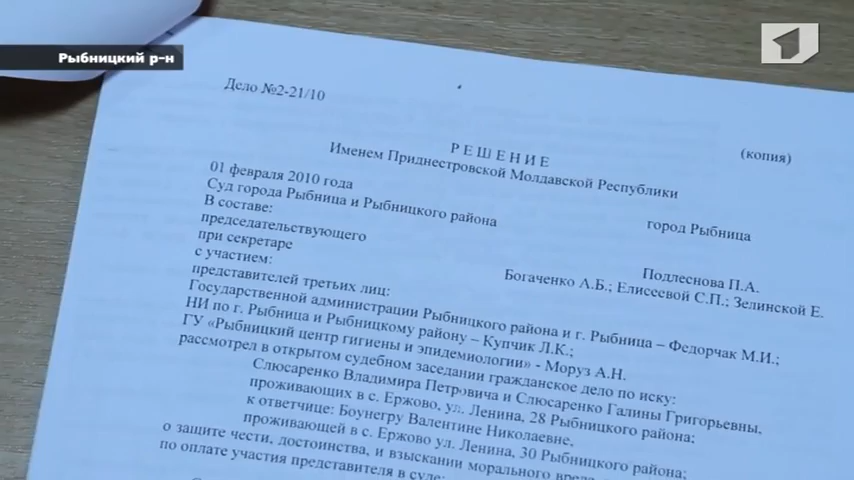 Рыбницкий р-н
1
Дело №2-21/10
Р Е Ш Е Н И Е
(копия)
Именем Приднестровской Молдавской Республики
01 февраля 2010 года
Суд города Рыбница и Рыбницкого района
город Рыбница
В составе:
председательствующего
Подлеснова П.А.
при секретаре
Богаченко А.Б.; Елисеевой С.П.; Зелинской Е.
с участием:
представителей третьих лиц:
Государственной администрации Рыбницкого района и г. Рыбница – Федорчак М.И.;
НИ по г. Рыбница и Рыбницкому району – Купчик Л.К.;
ГУ «Рыбницкий центр гигиены и эпидемиологии» - Моруз А.Н.
рассмотрел в открытом судебном заседании гражданское дело по иску:
Слюсаренко Владимира Петровича и Слюсаренко Галины Григорьевны,
проживающих в с. Ержово, ул. Ленина, 28 Рыбницкого района;
к ответчице: Боунегру Валентине Николаевне,
проживающей в с. Ержово ул. Ленина, 30 Рыбницкого района;
о защите чести, достоинства, и взыскании морального
по оплате участия представителя в суде;